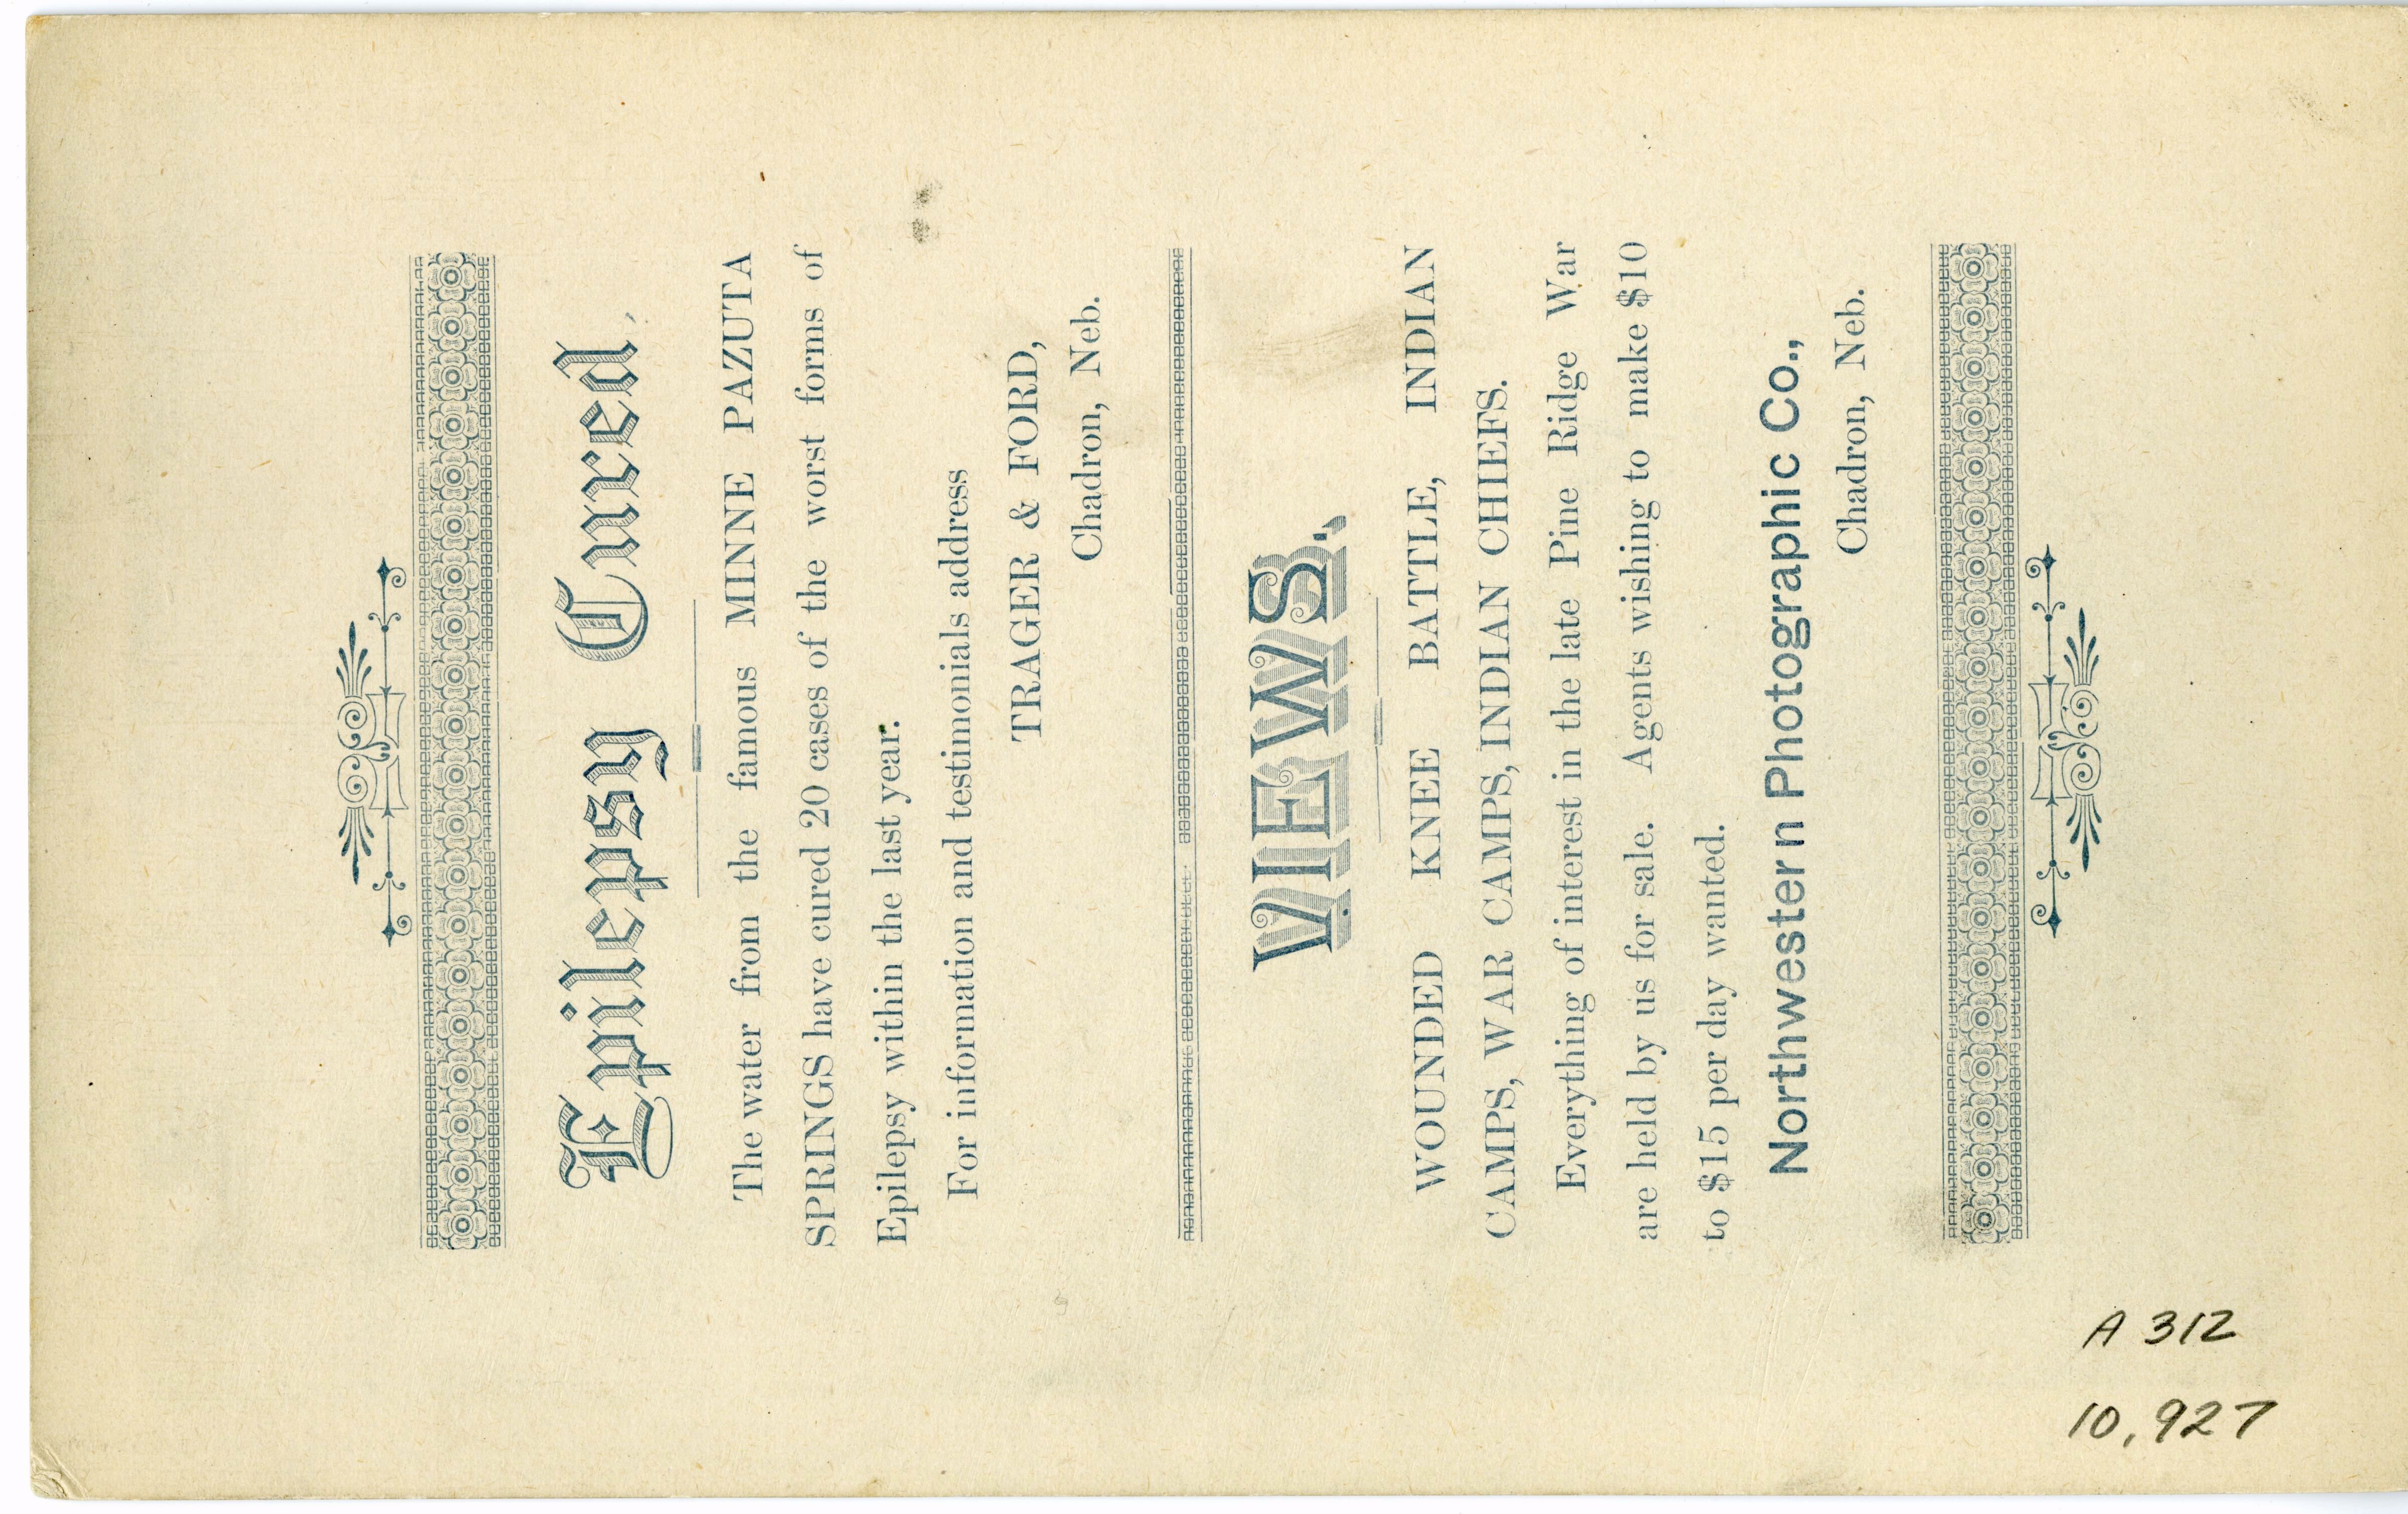 Epilepsy Cured,
The water from the famous MINNE PAZUTA
SPRINGS have cured 20 cases of the worst forms of
Epilepsy within the last year.
For information and testimonials address
TRAGER & FORD,
Chadron, Neb.
VIEWS.
WOUNDED KNEE BATTLE, INDIAN
CAMPS, WAR CAMPS, INDIAN CHIEFS.
Everything of interest in the late Pine Ridge War
are held by us for sale. Agents wishing to make $10
to $15 per day wanted.
Northwestern Photographic Co.,
Chadron, Neb.
A 312
10,927